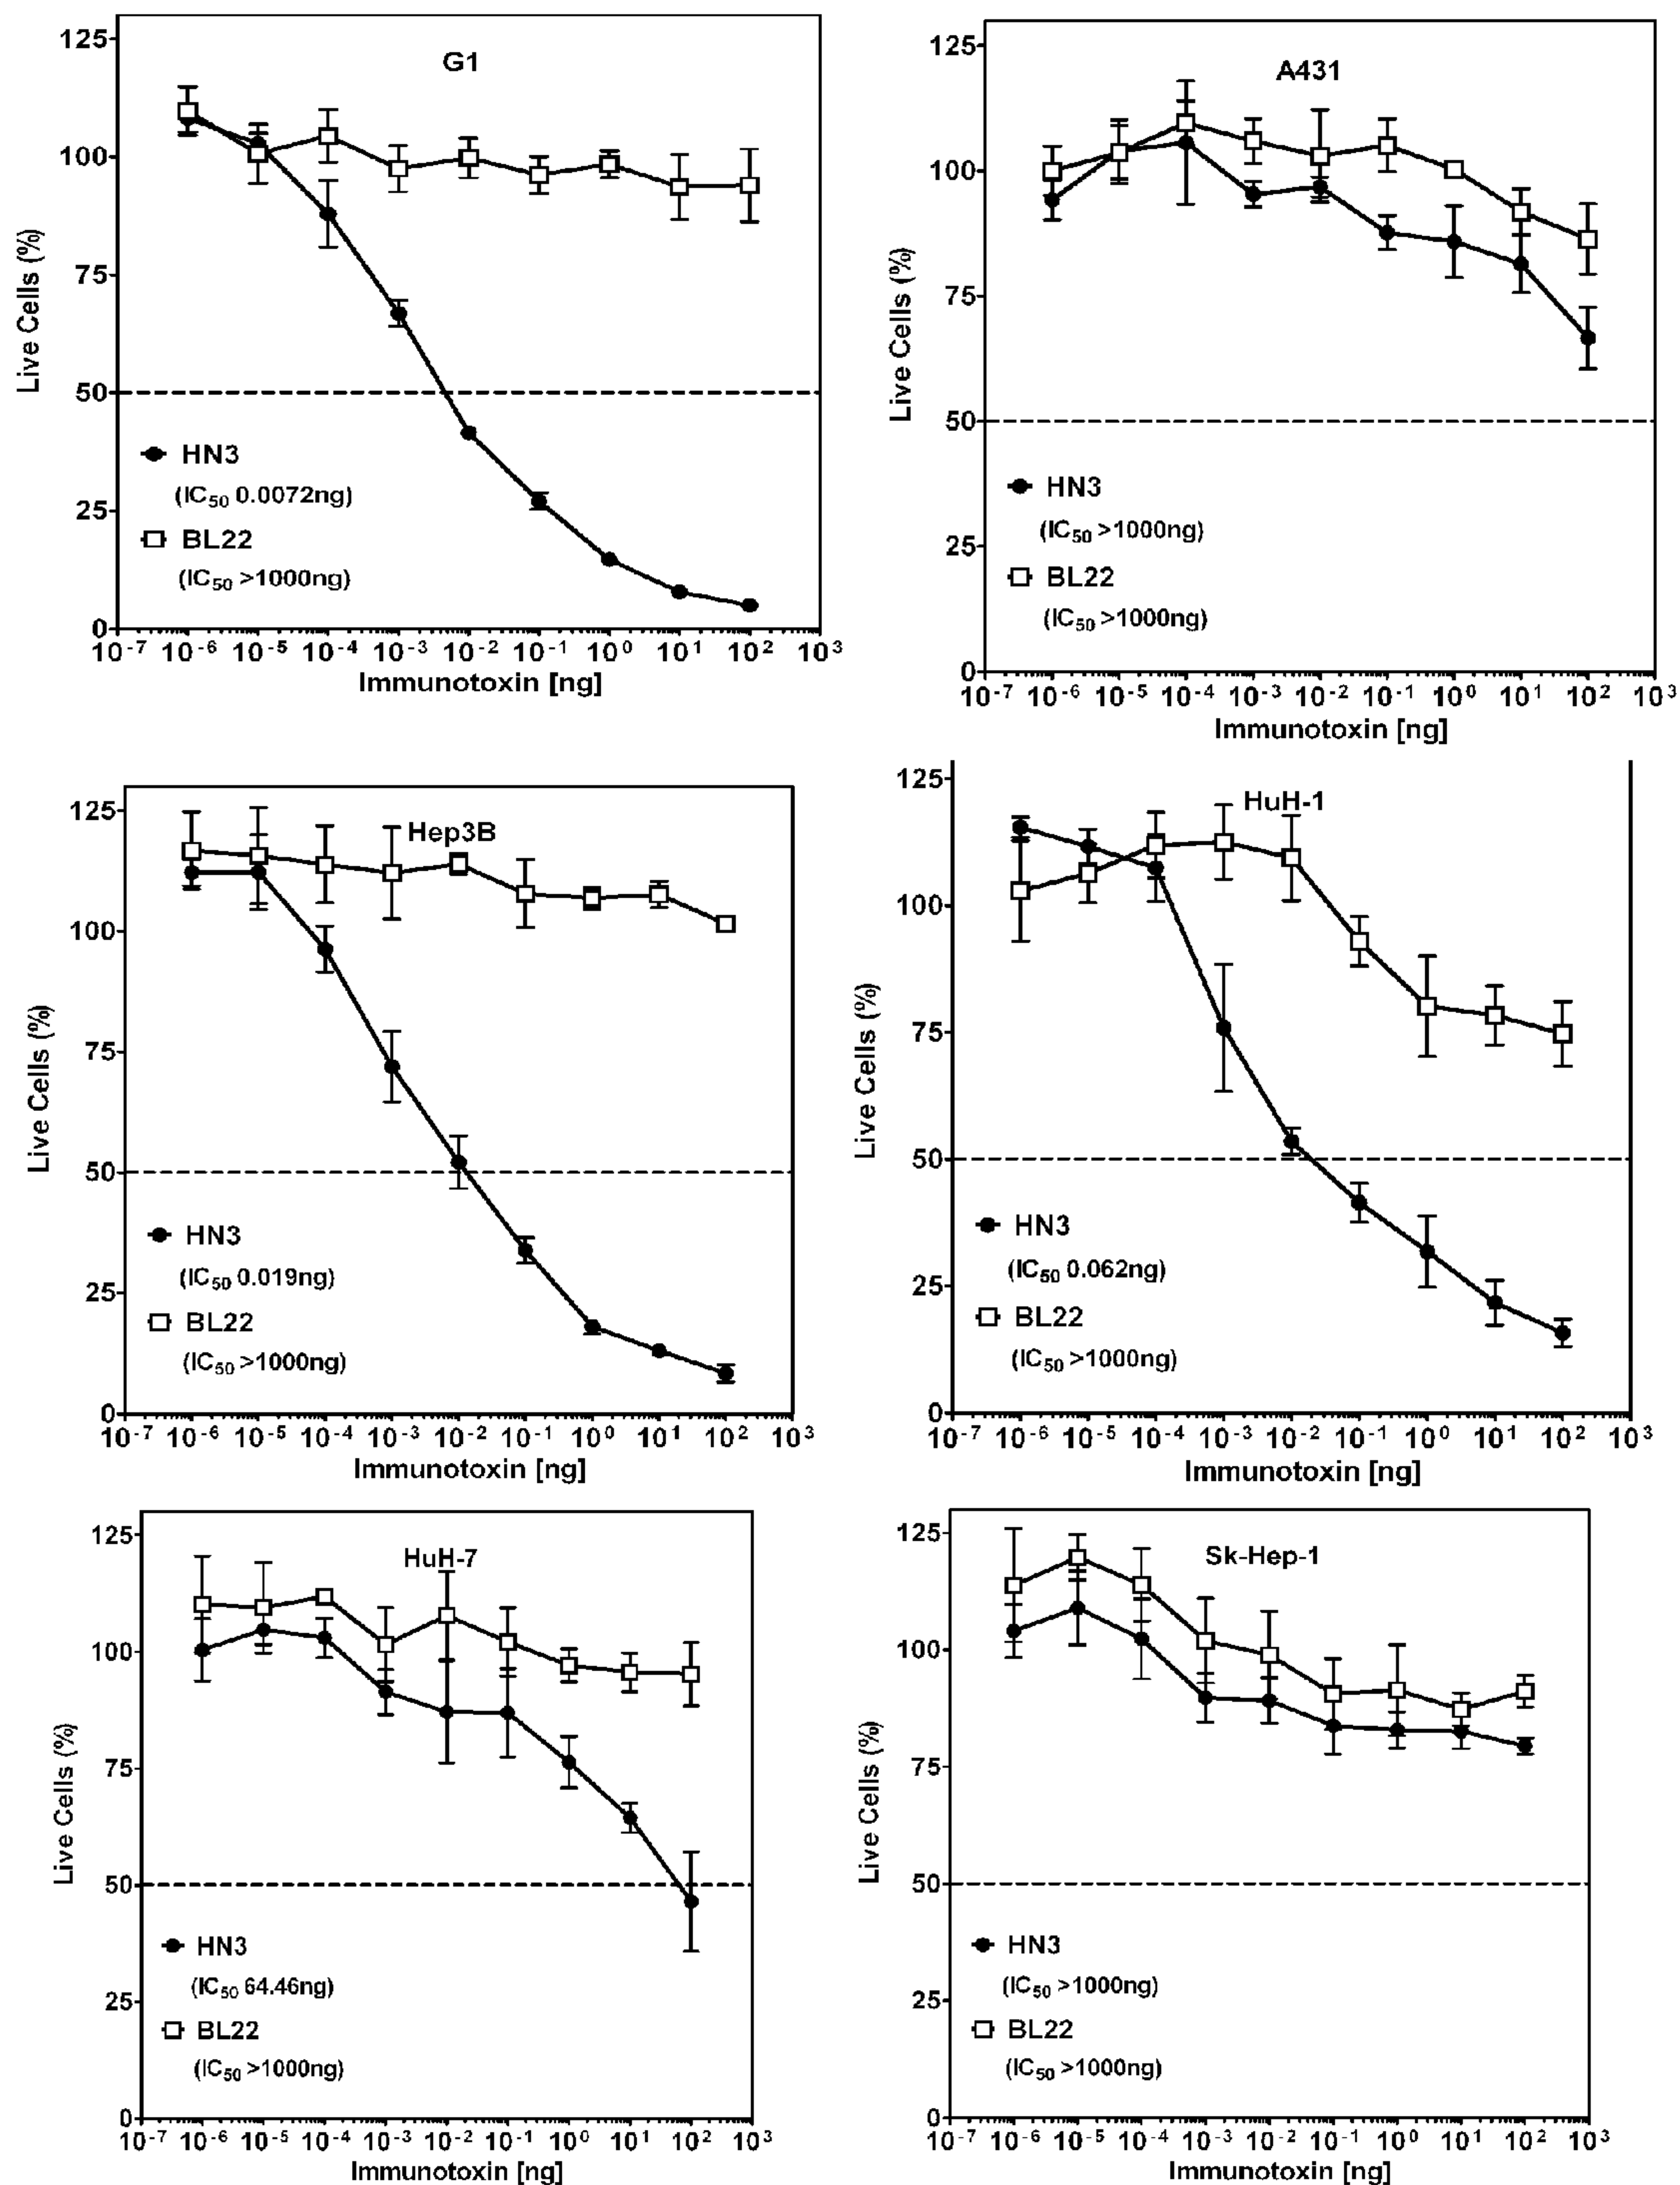 G1
125
100
75
50
25
0
Live Cells (%)
HN3
(IC50 0.0072ng)
BL22
(IC50 >1000ng)
10-7 10-6 10-5 10-4 10-3 10-2 10-1 100 101 102 103
Immunotoxin [ng]
A431
125
100
75
50
25
0
Live Cells (%)
HN3
(IC50 >1000ng)
BL22
(IC50 >1000ng)
10-7 10-6 10-5 10-4 10-3 10-2 10-1 100 101 102 103
Immunotoxin [ng]
Hep3B
125
100
75
50
25
0
Live Cells (%)
HN3
(IC50 0.019ng)
BL22
(IC50 >1000ng)
10-7 10-6 10-5 10-4 10-3 10-2 10-1 100 101 102 103
Immunotoxin [ng]
HuH-1
125
100
75
50
25
0
Live Cells (%)
HN3
(IC50 0.062ng)
BL22
(IC50 >1000ng)
10-7 10-6 10-5 10-4 10-3 10-2 10-1 100 101 102 103
Immunotoxin [ng]
HuH-7
125
100
75
50
25
0
Live Cells (%)
HN3
(IC50 64.46ng)
BL22
(IC50 >1000ng)
10-7 10-6 10-5 10-4 10-3 10-2 10-1 100 101 102 103
Immunotoxin [ng]
Sk-Hep-1
125
100
75
50
25
0
Live Cells (%)
HN3
(IC50 >1000ng)
BL22
(IC50 >1000ng)
10-7 10-6 10-5 10-4 10-3 10-2 10-1 100 101 102 103
Immunotoxin [ng]